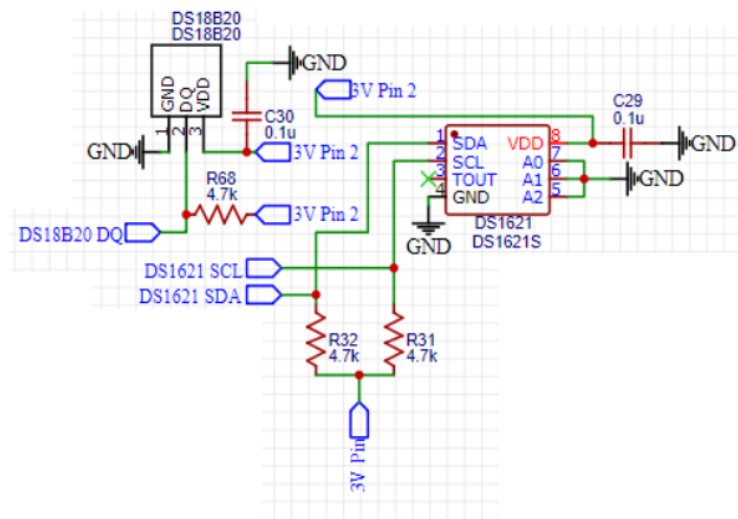 DS18B20
DS18B20
GND
DQ
VDD
1
2
3
GND
GND
C30
0.1u
3V Pin 2
3V Pin 2
R68
4.7k
3V Pin 2
DS18B20 DQ
C29
0.1u
GND
1 SDA VDD 8
2 SCL A0 7
3 TOUT A1 6
4 GND A2 5
GND
DS1621
DS1621S
GND
DS1621 SCL
DS1621 SDA
R32
4.7k
R31
4.7k
3V Pin